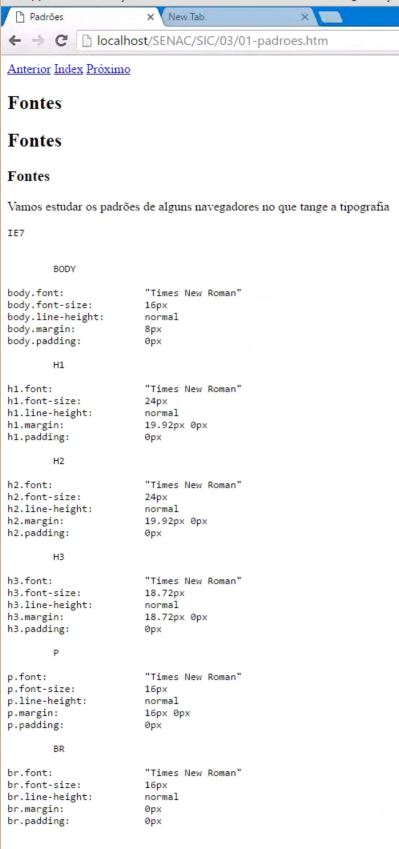 Padrões
New Tab
localhost/SENAC/SIC/03/01-padroes.htm
Anterior Index Próximo
Fontes
Fontes
Fontes
Vamos estudar os padrões de alguns navegadores no que tange a tipografia
IE7
BODY
body.font: "Times New Roman"
body.font-size: 16px
body.line-height: normal
body.margin: 8px
body.padding: 0px
H1
h1.font: "Times New Roman"
h1.font-size: 24px
h1.line-height: normal
h1.margin: 19.92px 0px
h1.padding: 0px
H2
h2.font: "Times New Roman"
h2.font-size: 24px
h2.line-height: normal
h2.margin: 19.92px 0px
h2.padding: 0px
H3
h3.font: "Times New Roman"
h3.font-size: 18.72px
h3.line-height: normal
h3.margin: 18.72px 0px
h3.padding: 0px
P
p.font: "Times New Roman"
p.font-size: 16px
p.line-height: normal
p.margin: 16px 0px
p.padding: 0px
BR
br.font: "Times New Roman"
br.font-size: 16px
br.line-height: normal
br.margin: 0px
br.padding: 0px